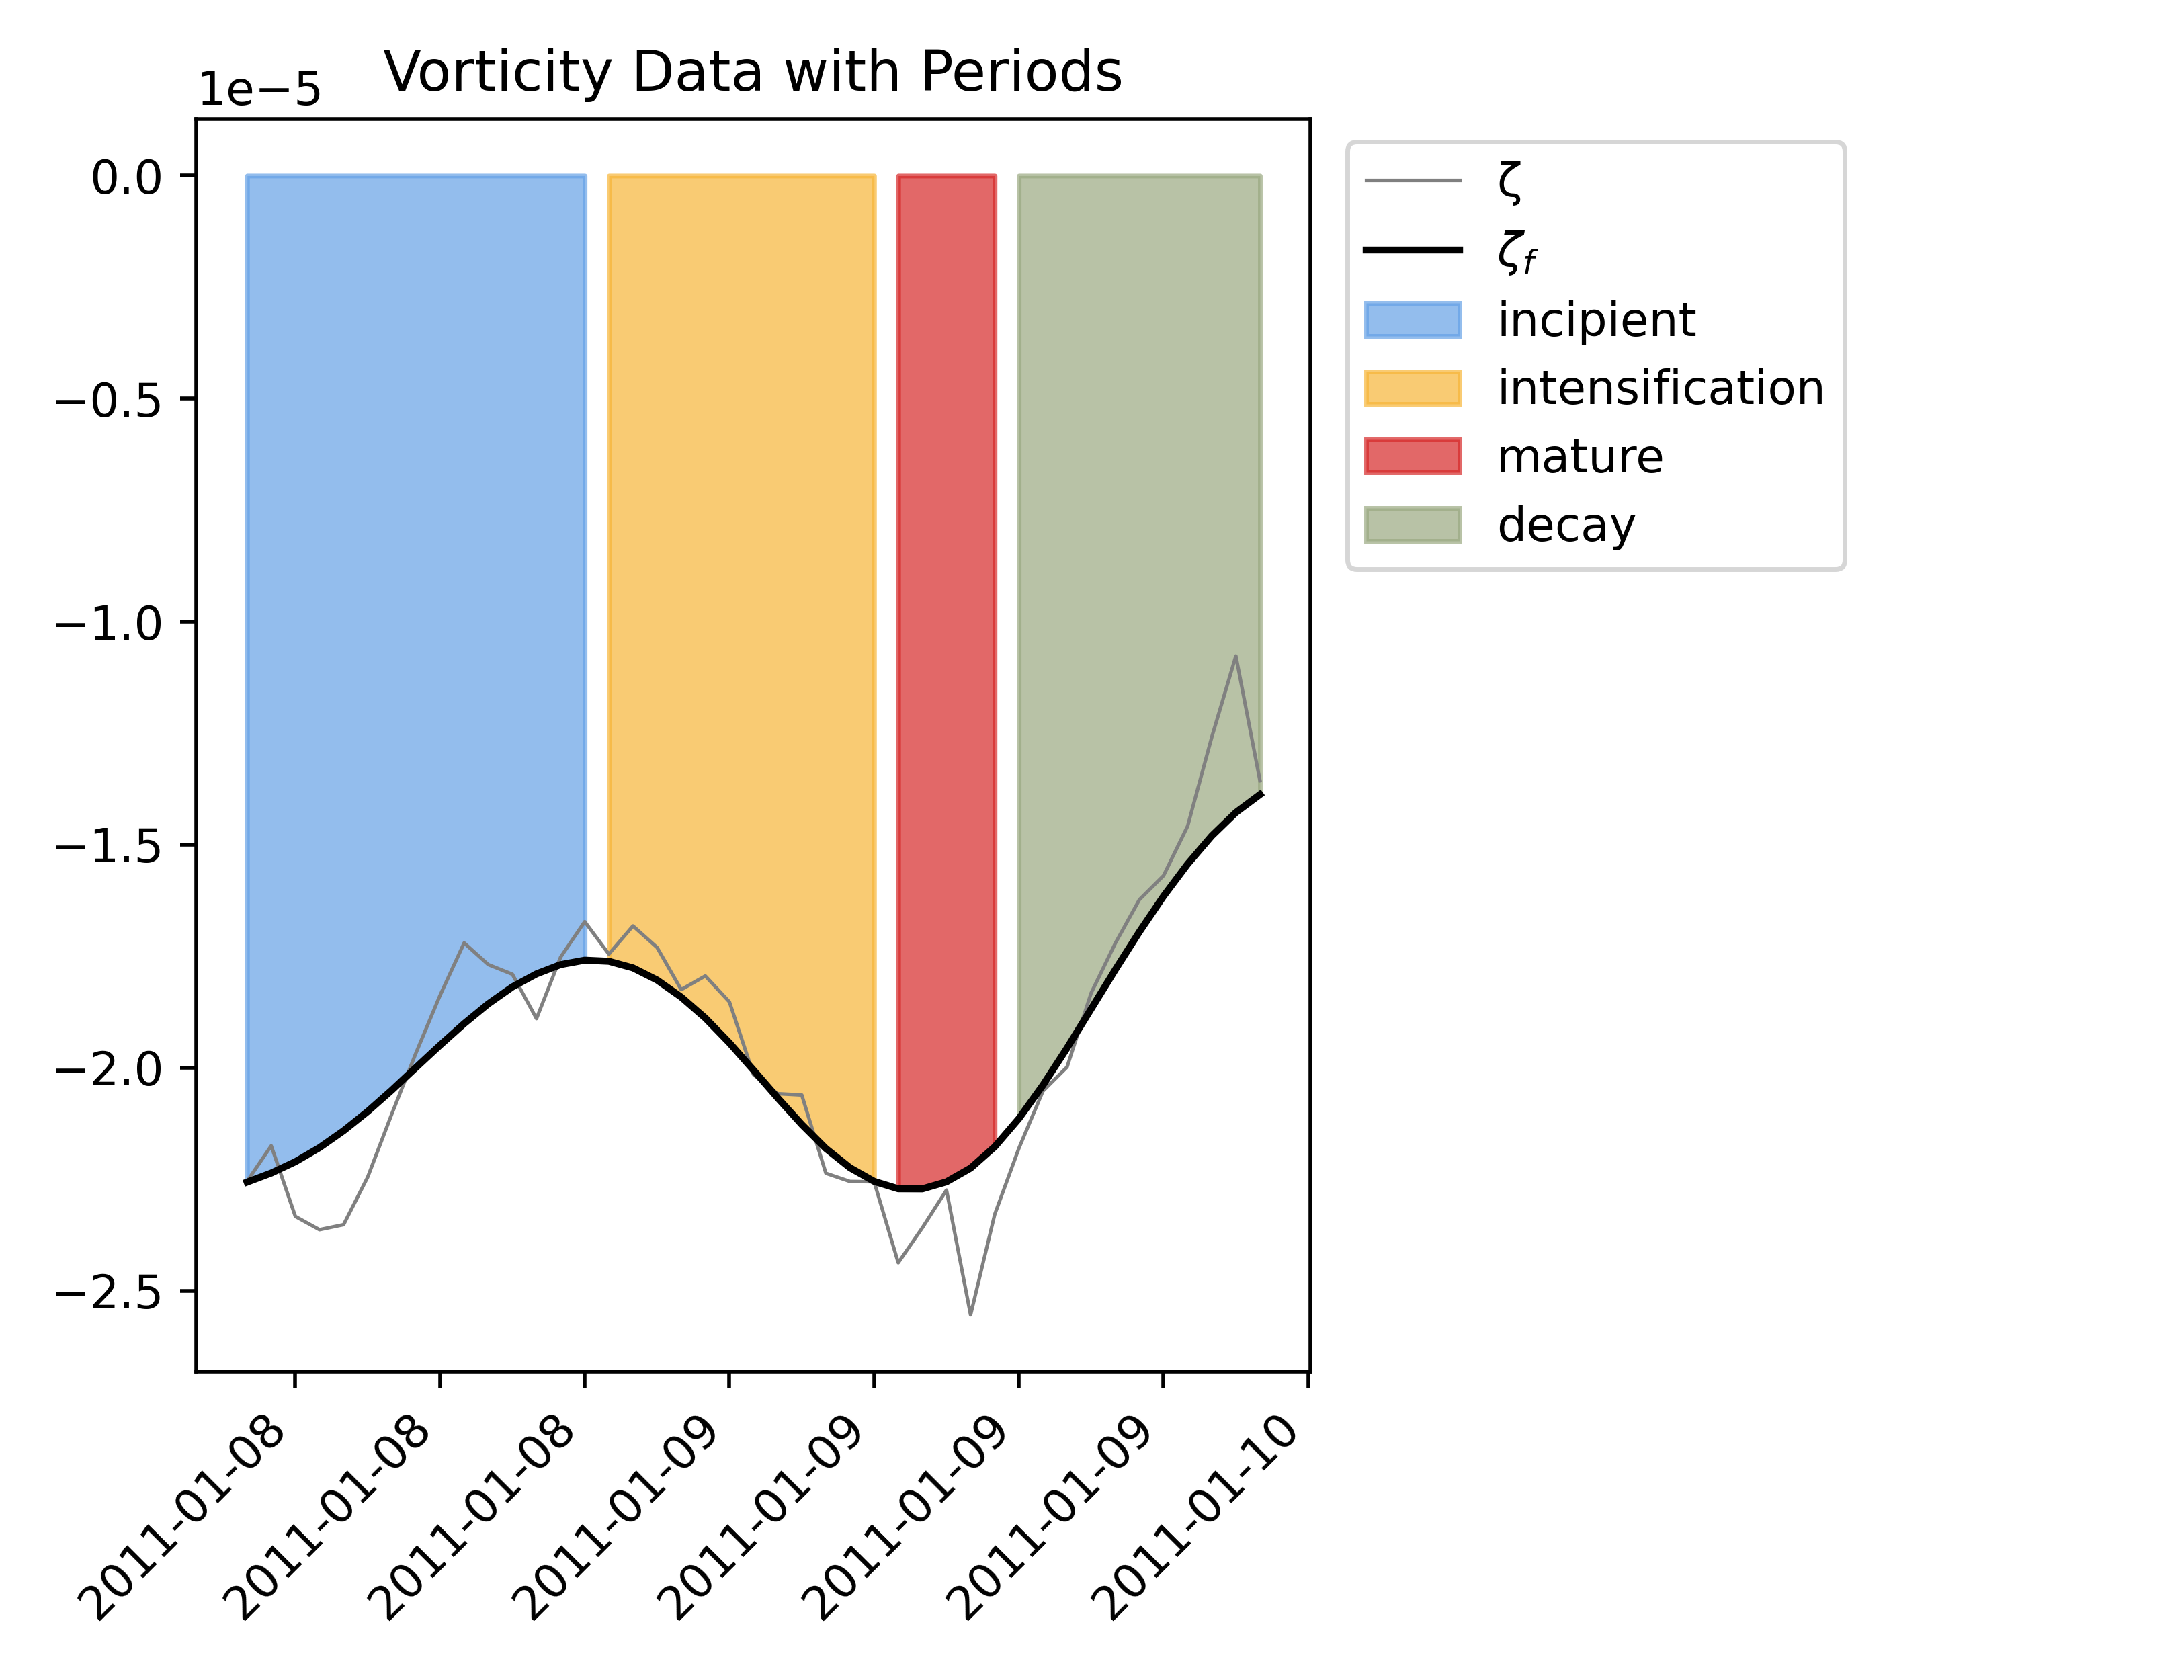 Vorticity Data with Periods
1e−5
0.0
−0.5
−1.0
−1.5
−2.0
−2.5
2011-01-08
2011-01-08
2011-01-08
2011-01-09
2011-01-09
2011-01-09
2011-01-09
2011-01-10
ζ
ζf
incipient
intensification
mature
decay